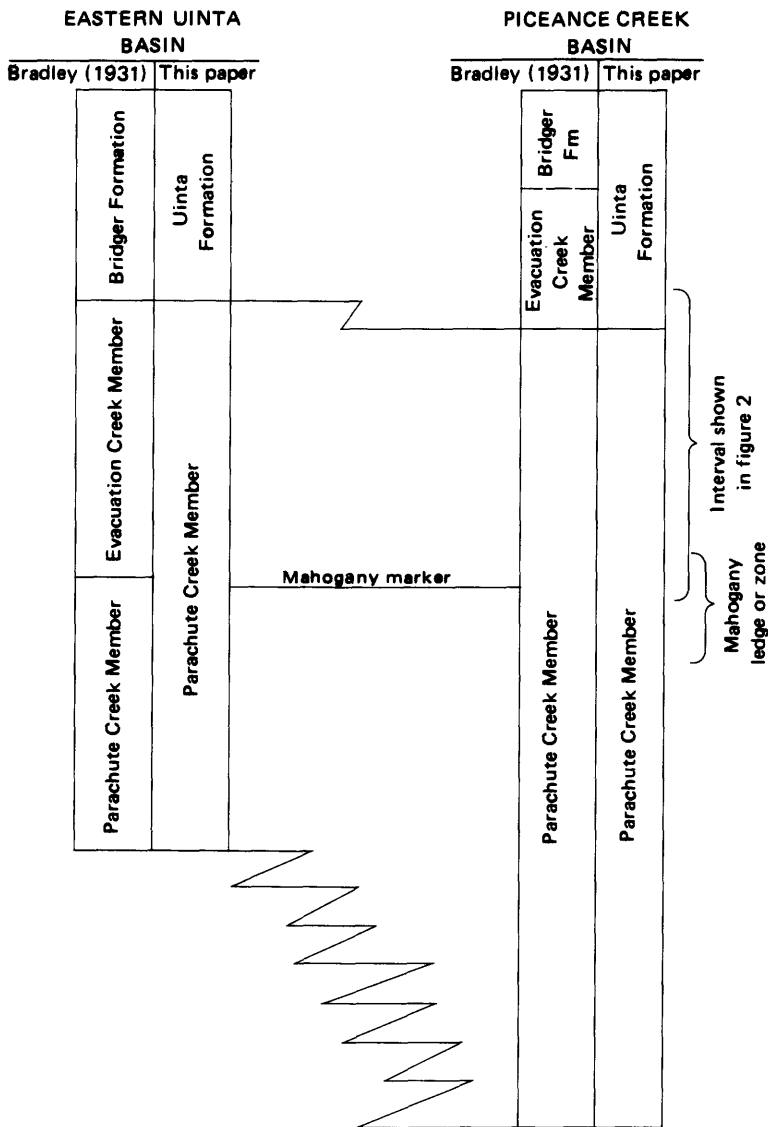 EASTERN UINTA
BASIN
Bradley (1931) This paper
Bridger Formation
Uinta
Formation
Evacuation Creek Member
Parachute Creek Member
Parachute Creek Member
Mahogany marker
PICEANCE CREEK
BASIN
Bradley (1931) This paper
Bridger
Fm
Evacuation
Creek
Member
Uinta
Formation
Parachute Creek Member
Parachute Creek Member
Interval shown
in figure 2
Mahogany
ledge or zone